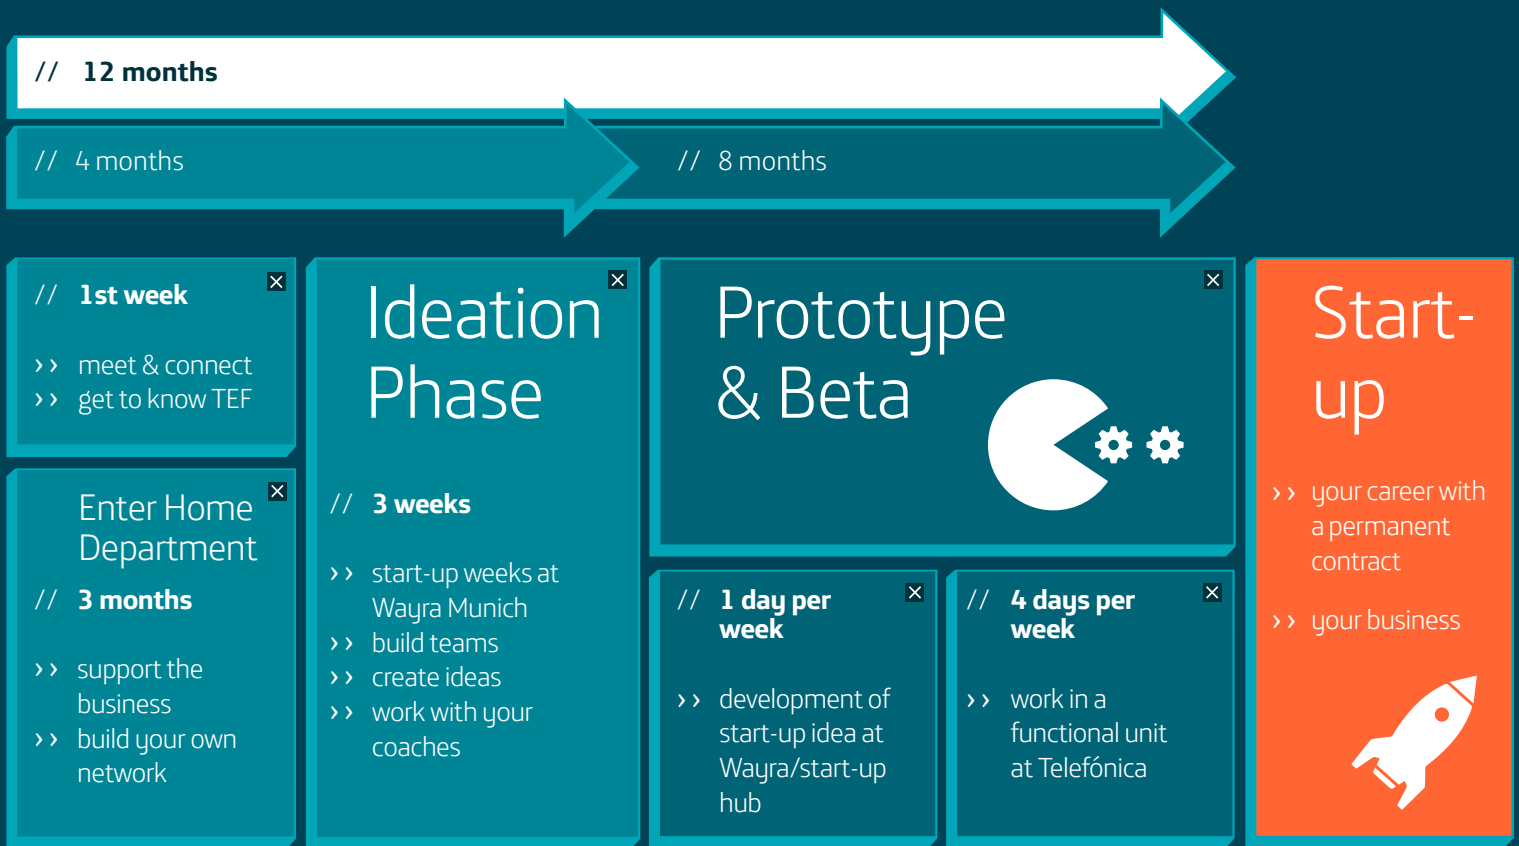 // 12 months
// 4 months
// 8 months
// 1st week
>> meet & connect
>> get to know TEF
Enter Home
Department
// 3 months
>> support the
business
>> build your own
network
Ideation
Phase
// 3 weeks
>> start-up weeks at
Wayra Munich
>> build teams
>> create ideas
>> work with your
coaches
Prototype
& Beta
// 1 day per
week
>> development of
start-up idea at
Wayra/start-up
hub
// 4 days per
week
>> work in a
functional unit
at Telefónica
Start-
up
>> your career with
a permanent
contract
>> your business